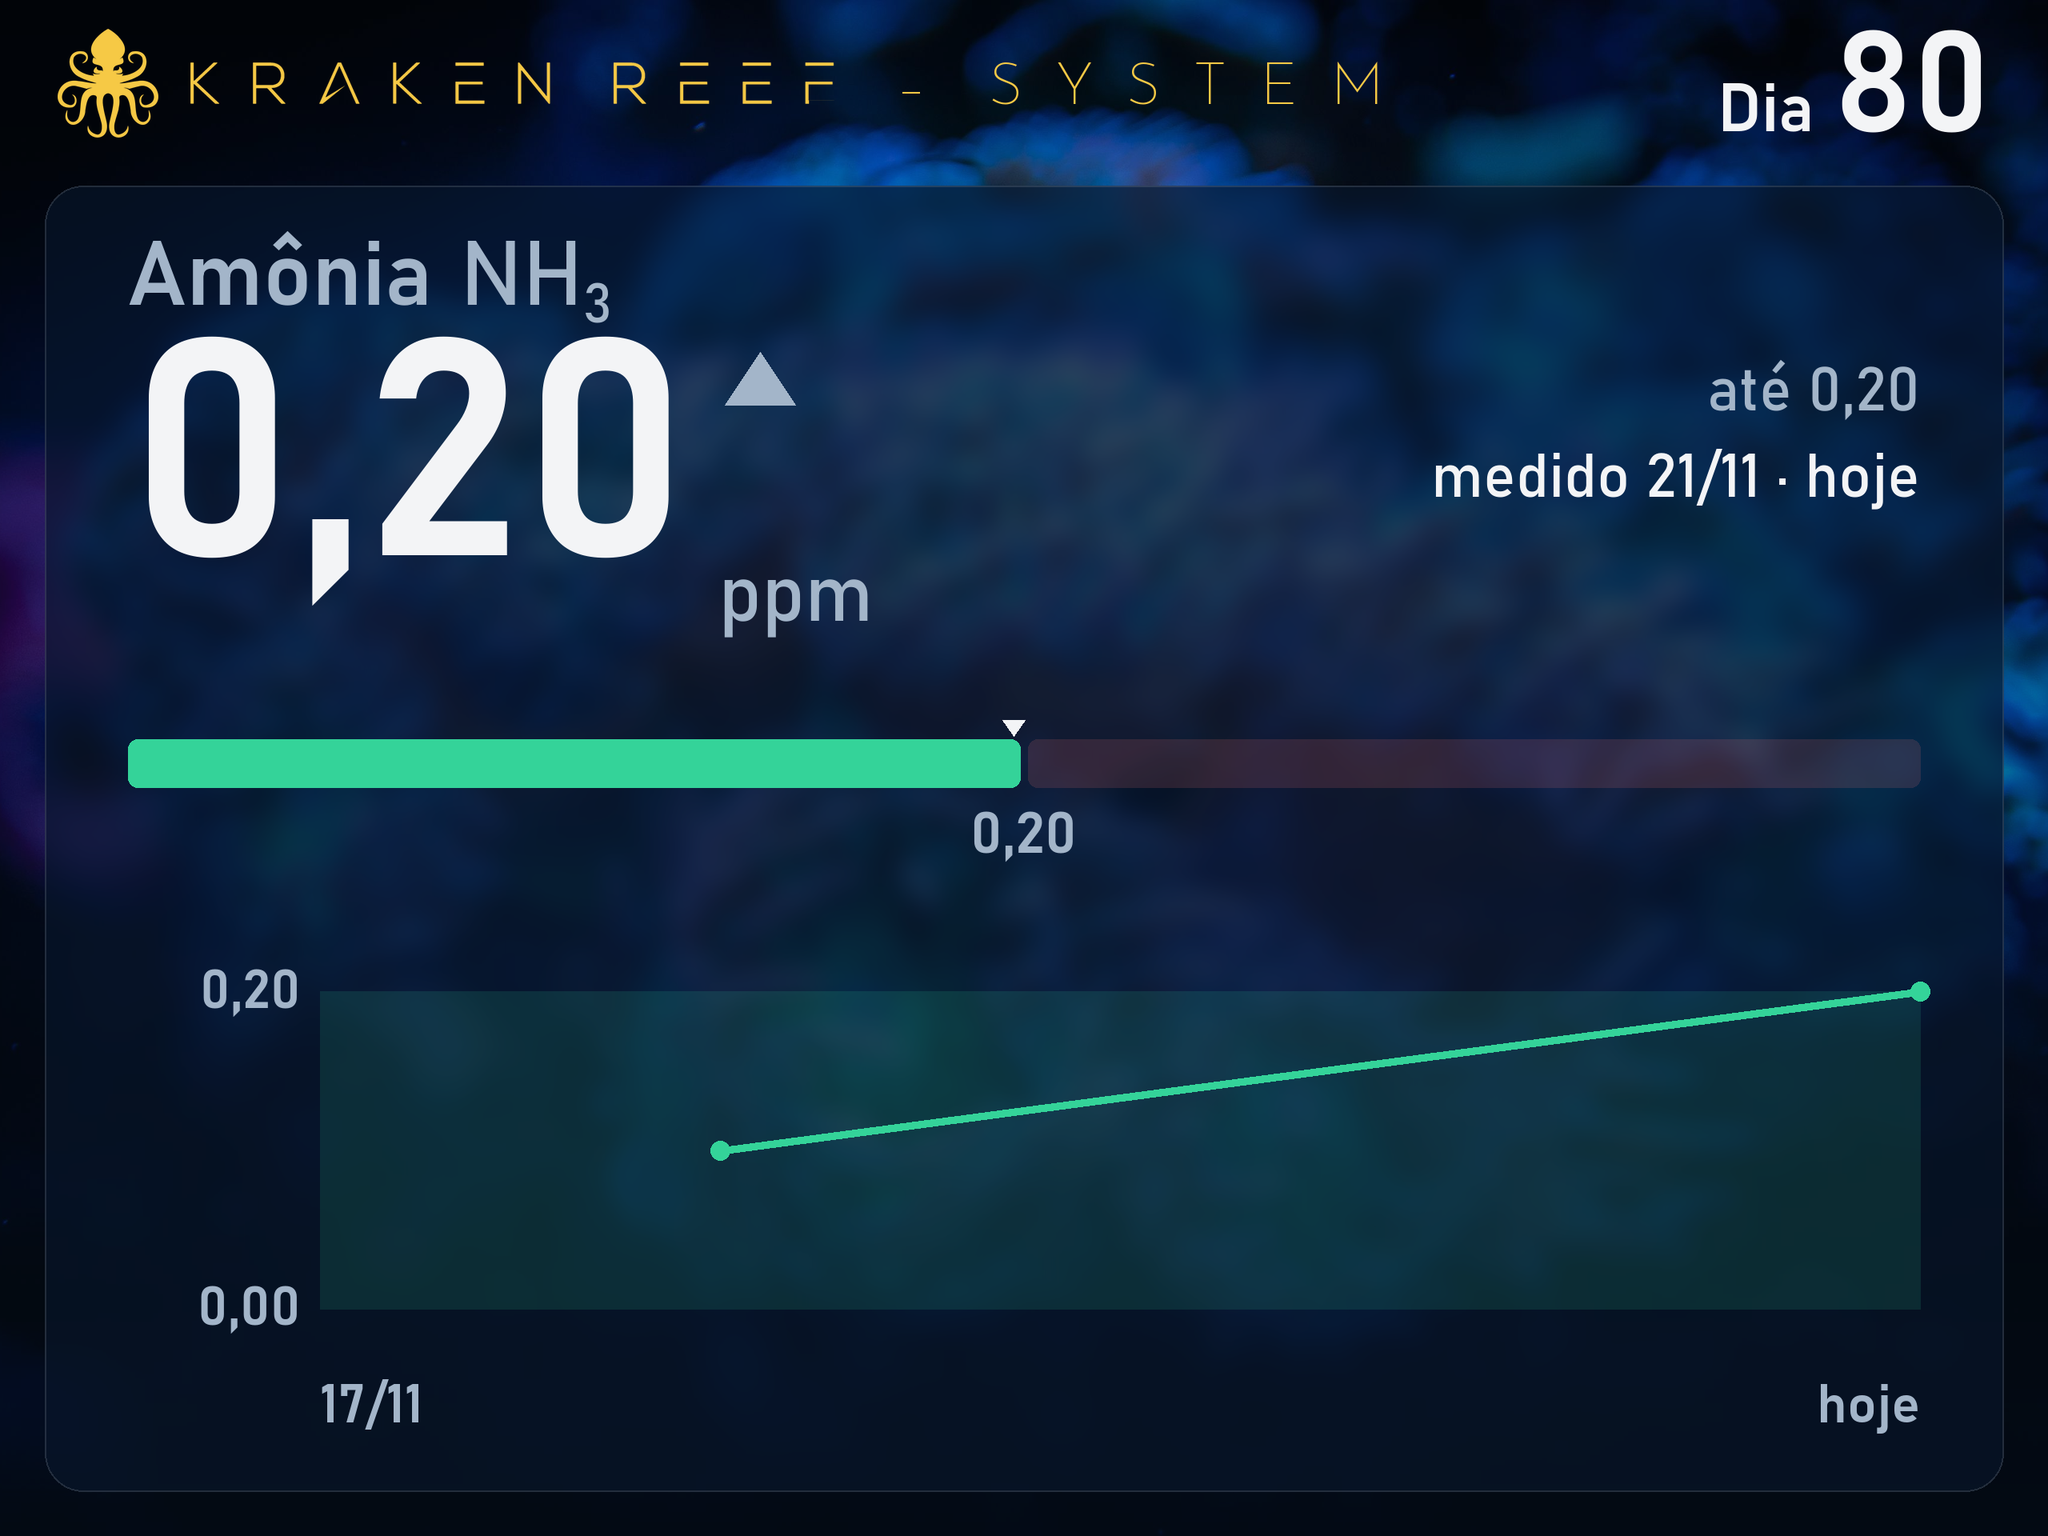 KRAKEN REEF - SYSTEM
Dia 80
Amônia NH₃
0,20
ppm
até 0,20
medido 21/11 · hoje
0,20
0,20
0,00
17/11
hoje